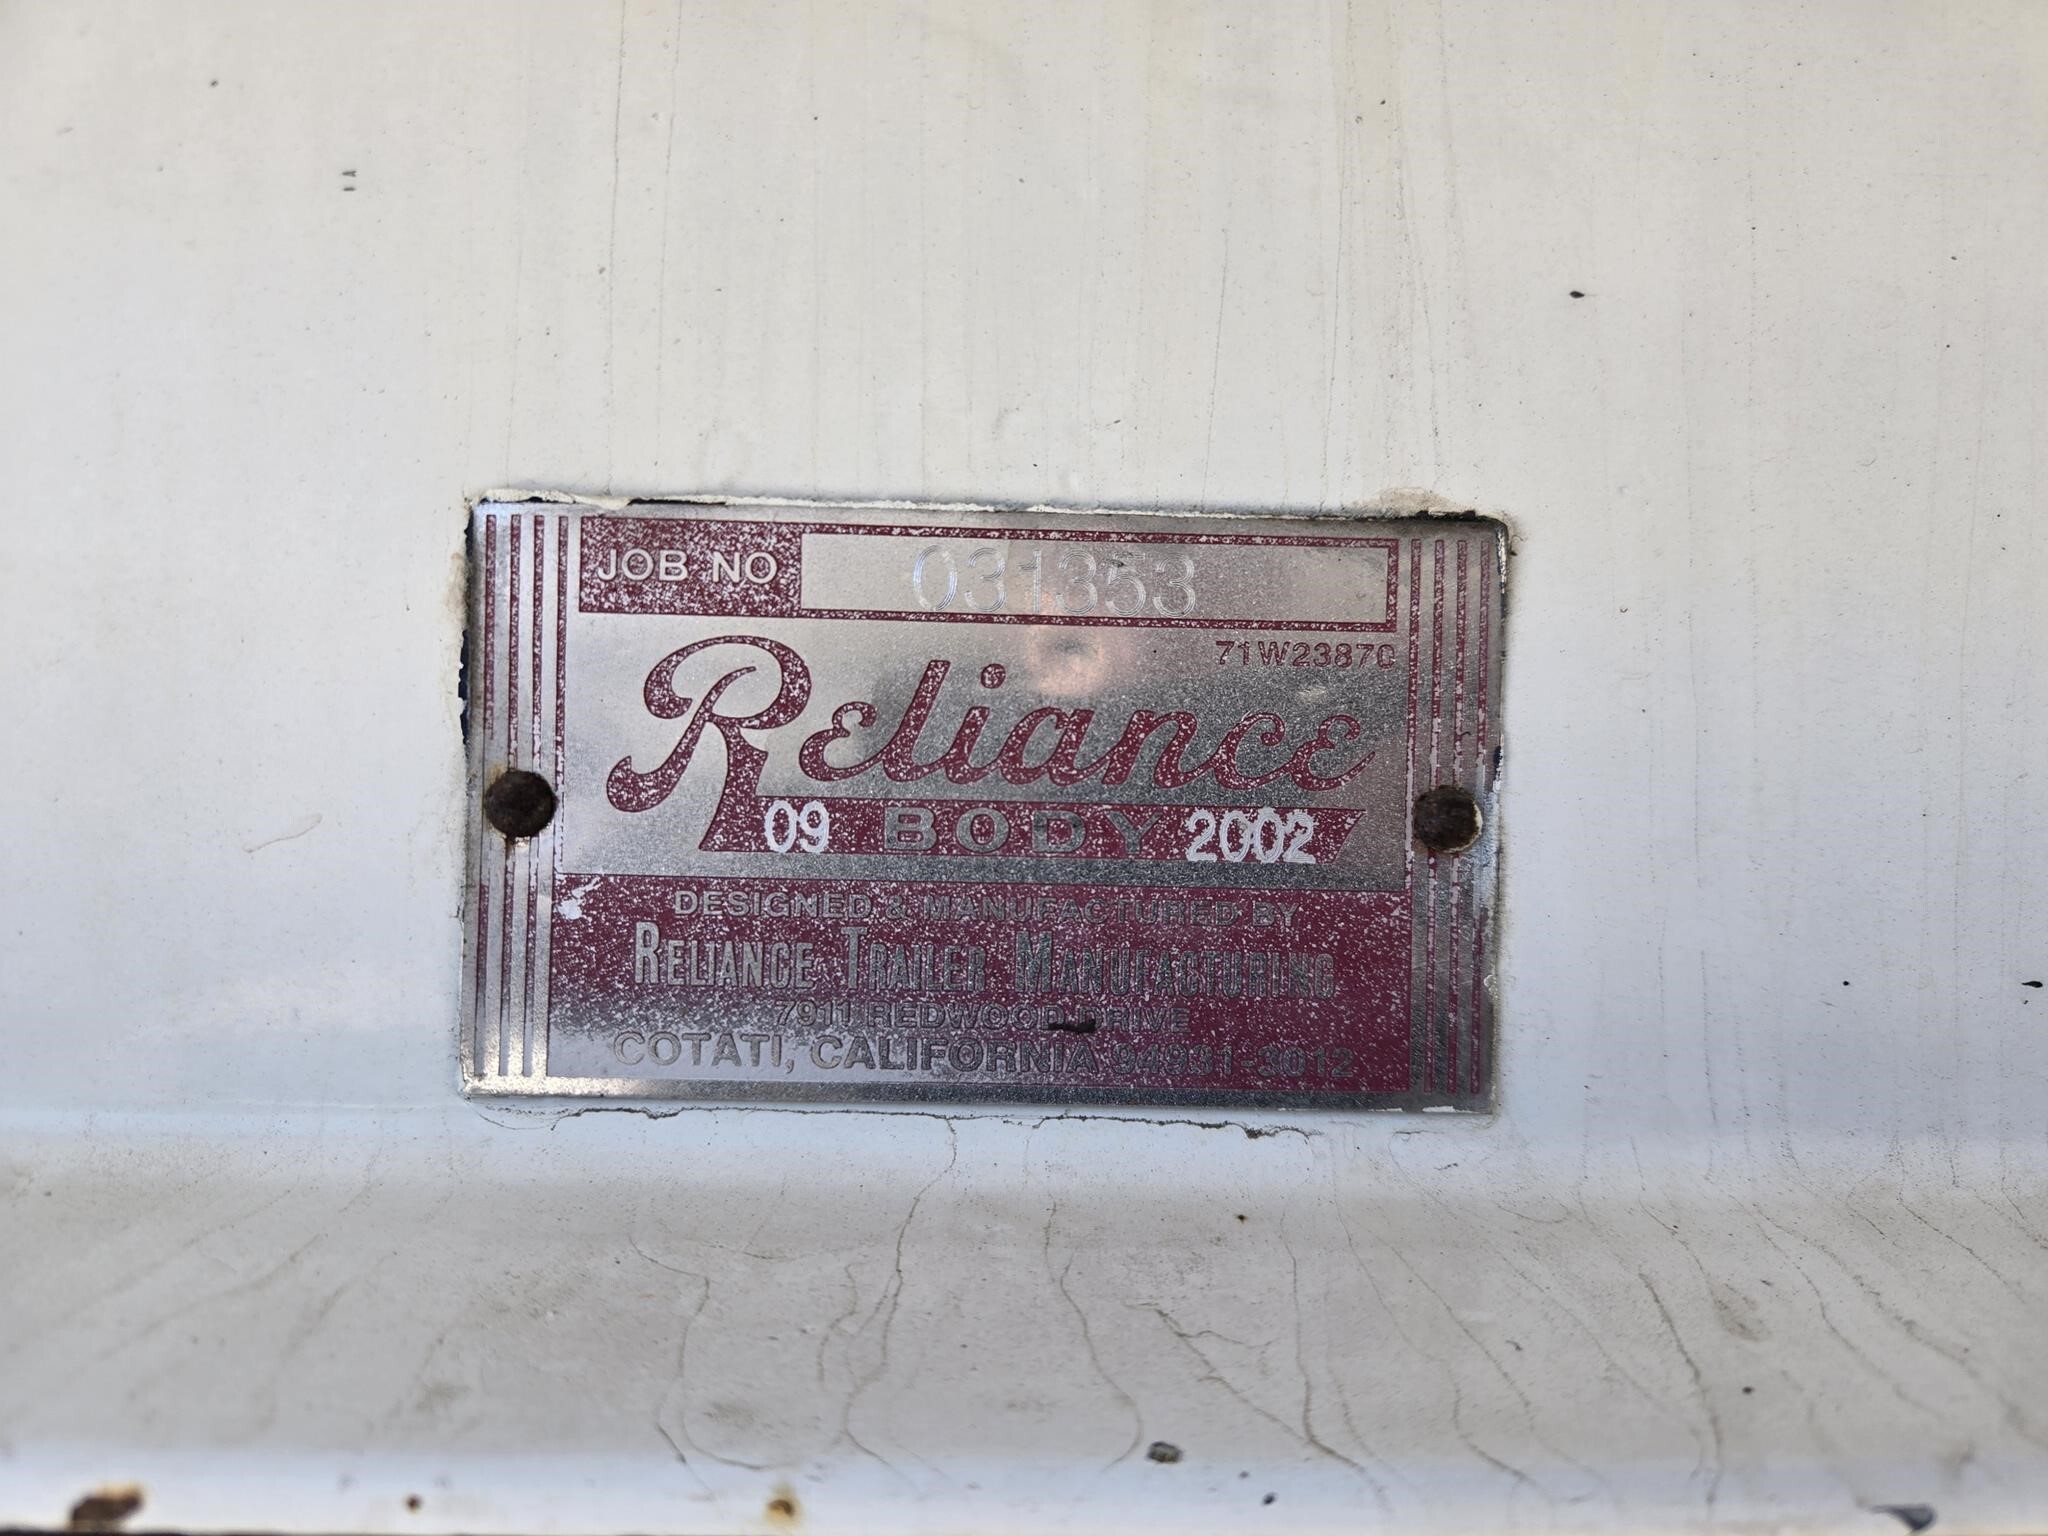 JOB NO 031353
71W2387C
Reliance
09 BODY 2002
DESIGNED & MANUFACTURED BY
RELIANCE TRAILER MANUFACTURING
7911 REDWOOD DRIVE
COTATI, CALIFORNIA 94931-3012